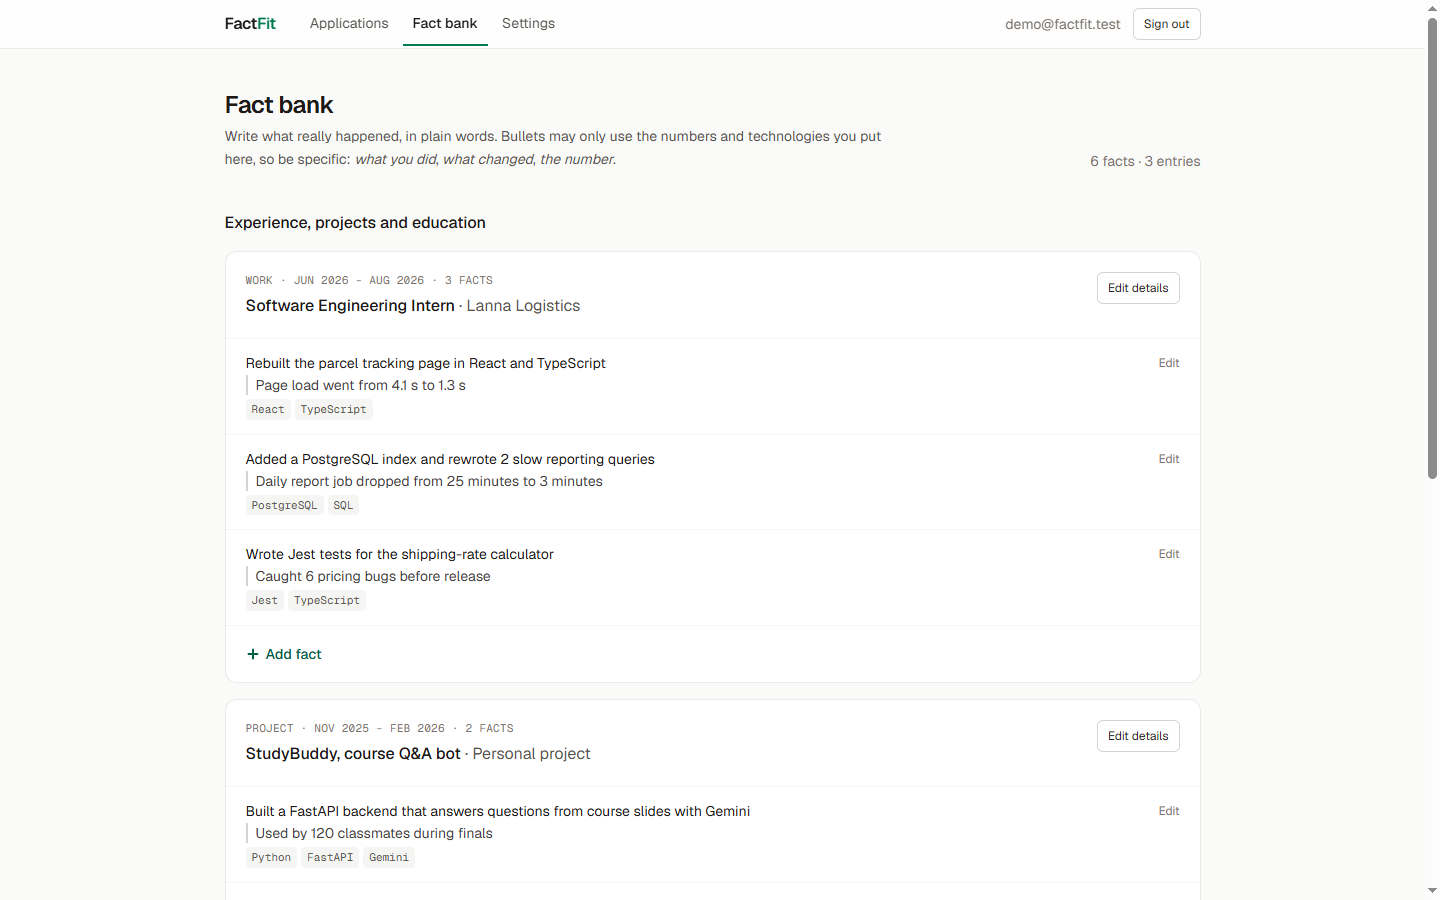 FactFit Applications Fact bank Settings demo@factfit.test Sign out
Fact bank
Write what really happened, in plain words. Bullets may only use the numbers and technologies you put
here, so be specific: what you did, what changed, the number.
6 facts · 3 entries
Experience, projects and education
WORK · JUN 2026 – AUG 2026 · 3 FACTS
Software Engineering Intern · Lanna Logistics
Edit details
Rebuilt the parcel tracking page in React and TypeScript
Edit
Page load went from 4.1 s to 1.3 s
React TypeScript
Added a PostgreSQL index and rewrote 2 slow reporting queries
Edit
Daily report job dropped from 25 minutes to 3 minutes
PostgreSQL SQL
Wrote Jest tests for the shipping-rate calculator
Edit
Caught 6 pricing bugs before release
Jest TypeScript
+ Add fact
PROJECT · NOV 2025 – FEB 2026 · 2 FACTS
StudyBuddy, course Q&A bot · Personal project
Edit details
Built a FastAPI backend that answers questions from course slides with Gemini
Edit
Used by 120 classmates during finals
Python FastAPI Gemini